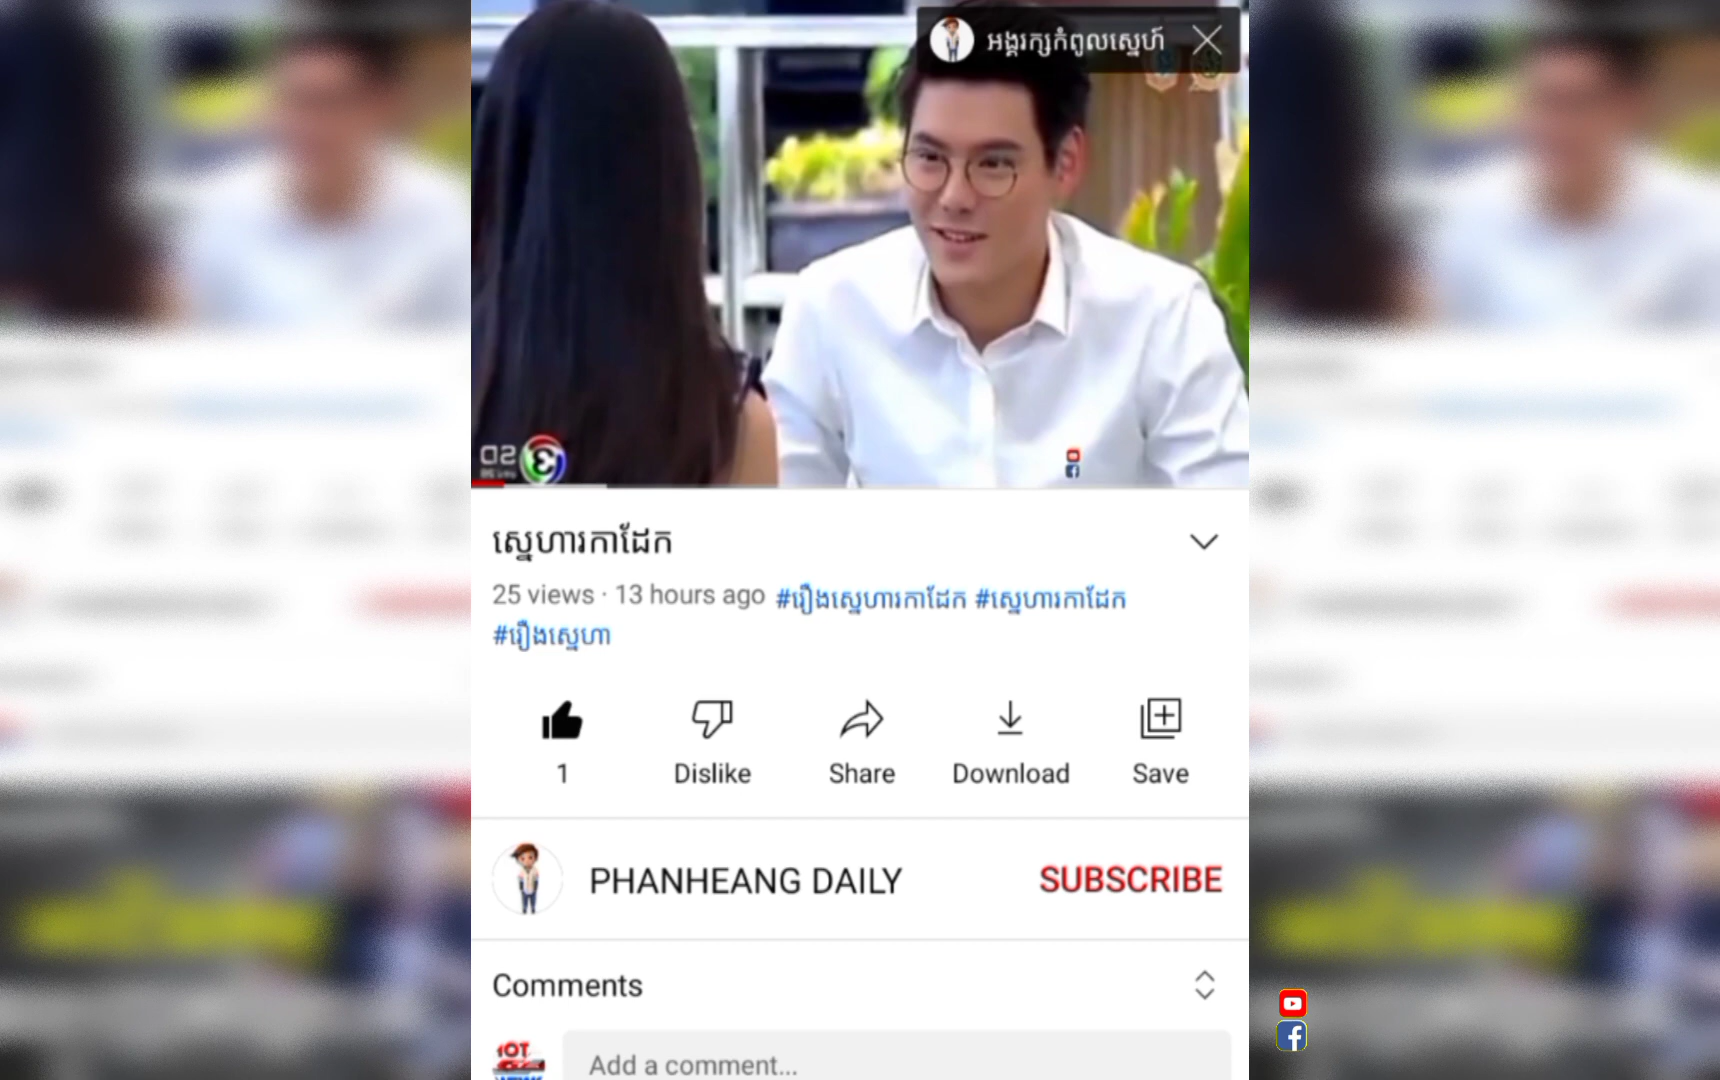 អង្គរក្សកំពូលស្នេហ៍
ស្នេហារកាដែក
25 views · 13 hours ago #រឿងស្នេហារកាដែក #ស្នេហារកាដែក
#រឿងស្នេហា
1 Dislike Share Download Save
PHANHEANG DAILY SUBSCRIBE
Comments
Add a comment...